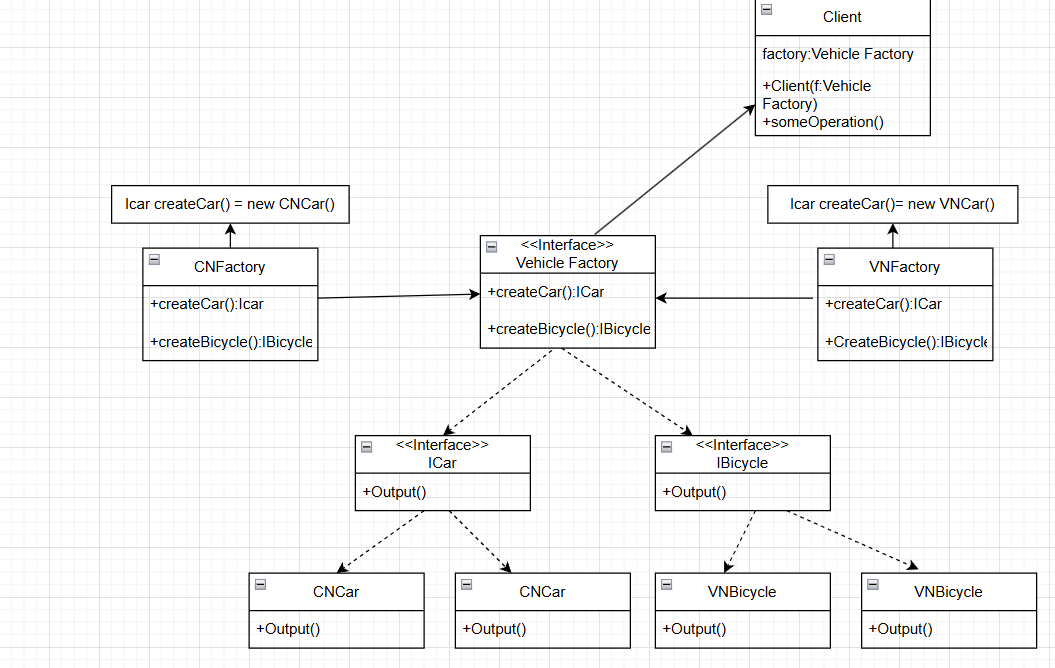 Client
factory:Vehicle Factory
+Client(f:Vehicle
Factory)
+someOperation()
Icar createCar() = new CNCar()
Icar createCar()= new VNCar()
CNFactory
+createCar():Icar
+createBicycle():IBicycle
<<Interface>>
Vehicle Factory
+createCar():ICar
+createBicycle():IBicycle
VNFactory
+createCar():ICar
+CreateBicycle():IBicycle
<<Interface>>
ICar
+Output()
<<Interface>>
IBicycle
+Output()
CNCar
+Output()
CNCar
+Output()
VNBicycle
+Output()
VNBicycle
+Output()